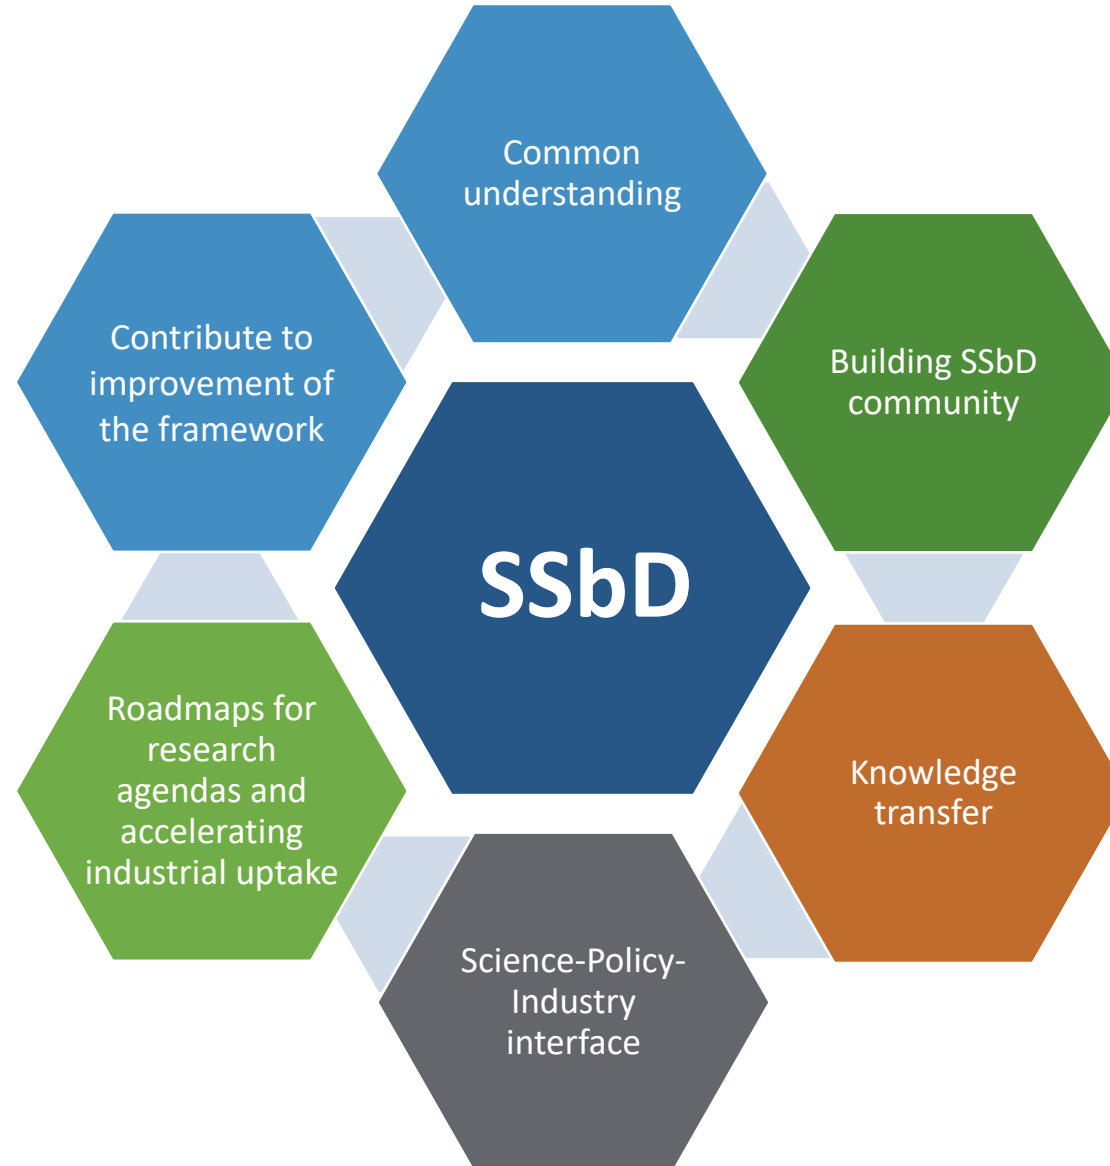 Common
understanding
Building SSbD
community
Knowledge
transfer
Science-Policy-
Industry
interface
Roadmaps for
research
agendas and
accelerating
industrial uptake
Contribute to
improvement of
the framework
SSbD